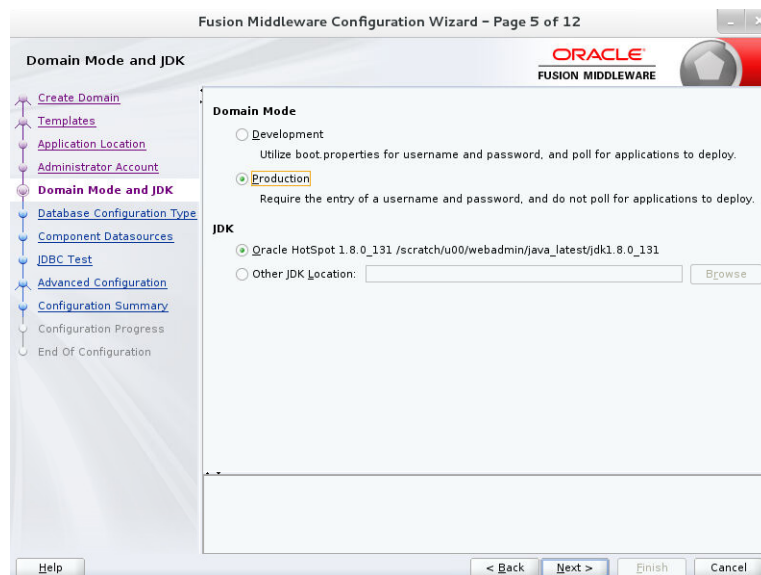 Fusion Middleware Configuration Wizard – Page 5 of 12
Domain Mode and JDK
ORACLE
FUSION MIDDLEWARE
Create Domain
Templates
Application Location
Administrator Account
Domain Mode and JDK
Database Configuration Type
Component Datasources
JDBC Test
Advanced Configuration
Configuration Summary
Configuration Progress
End Of Configuration
Domain Mode
Development
Utilize boot.properties for username and password, and poll for applications to deploy.
Production
Require the entry of a username and password, and do not poll for applications to deploy.
JDK
Oracle HotSpot 1.8.0_131 /scratch/u00/webadmin/java_latest/jdk1.8.0_131
Other JDK Location: Browse
Help < Back Next > Finish Cancel